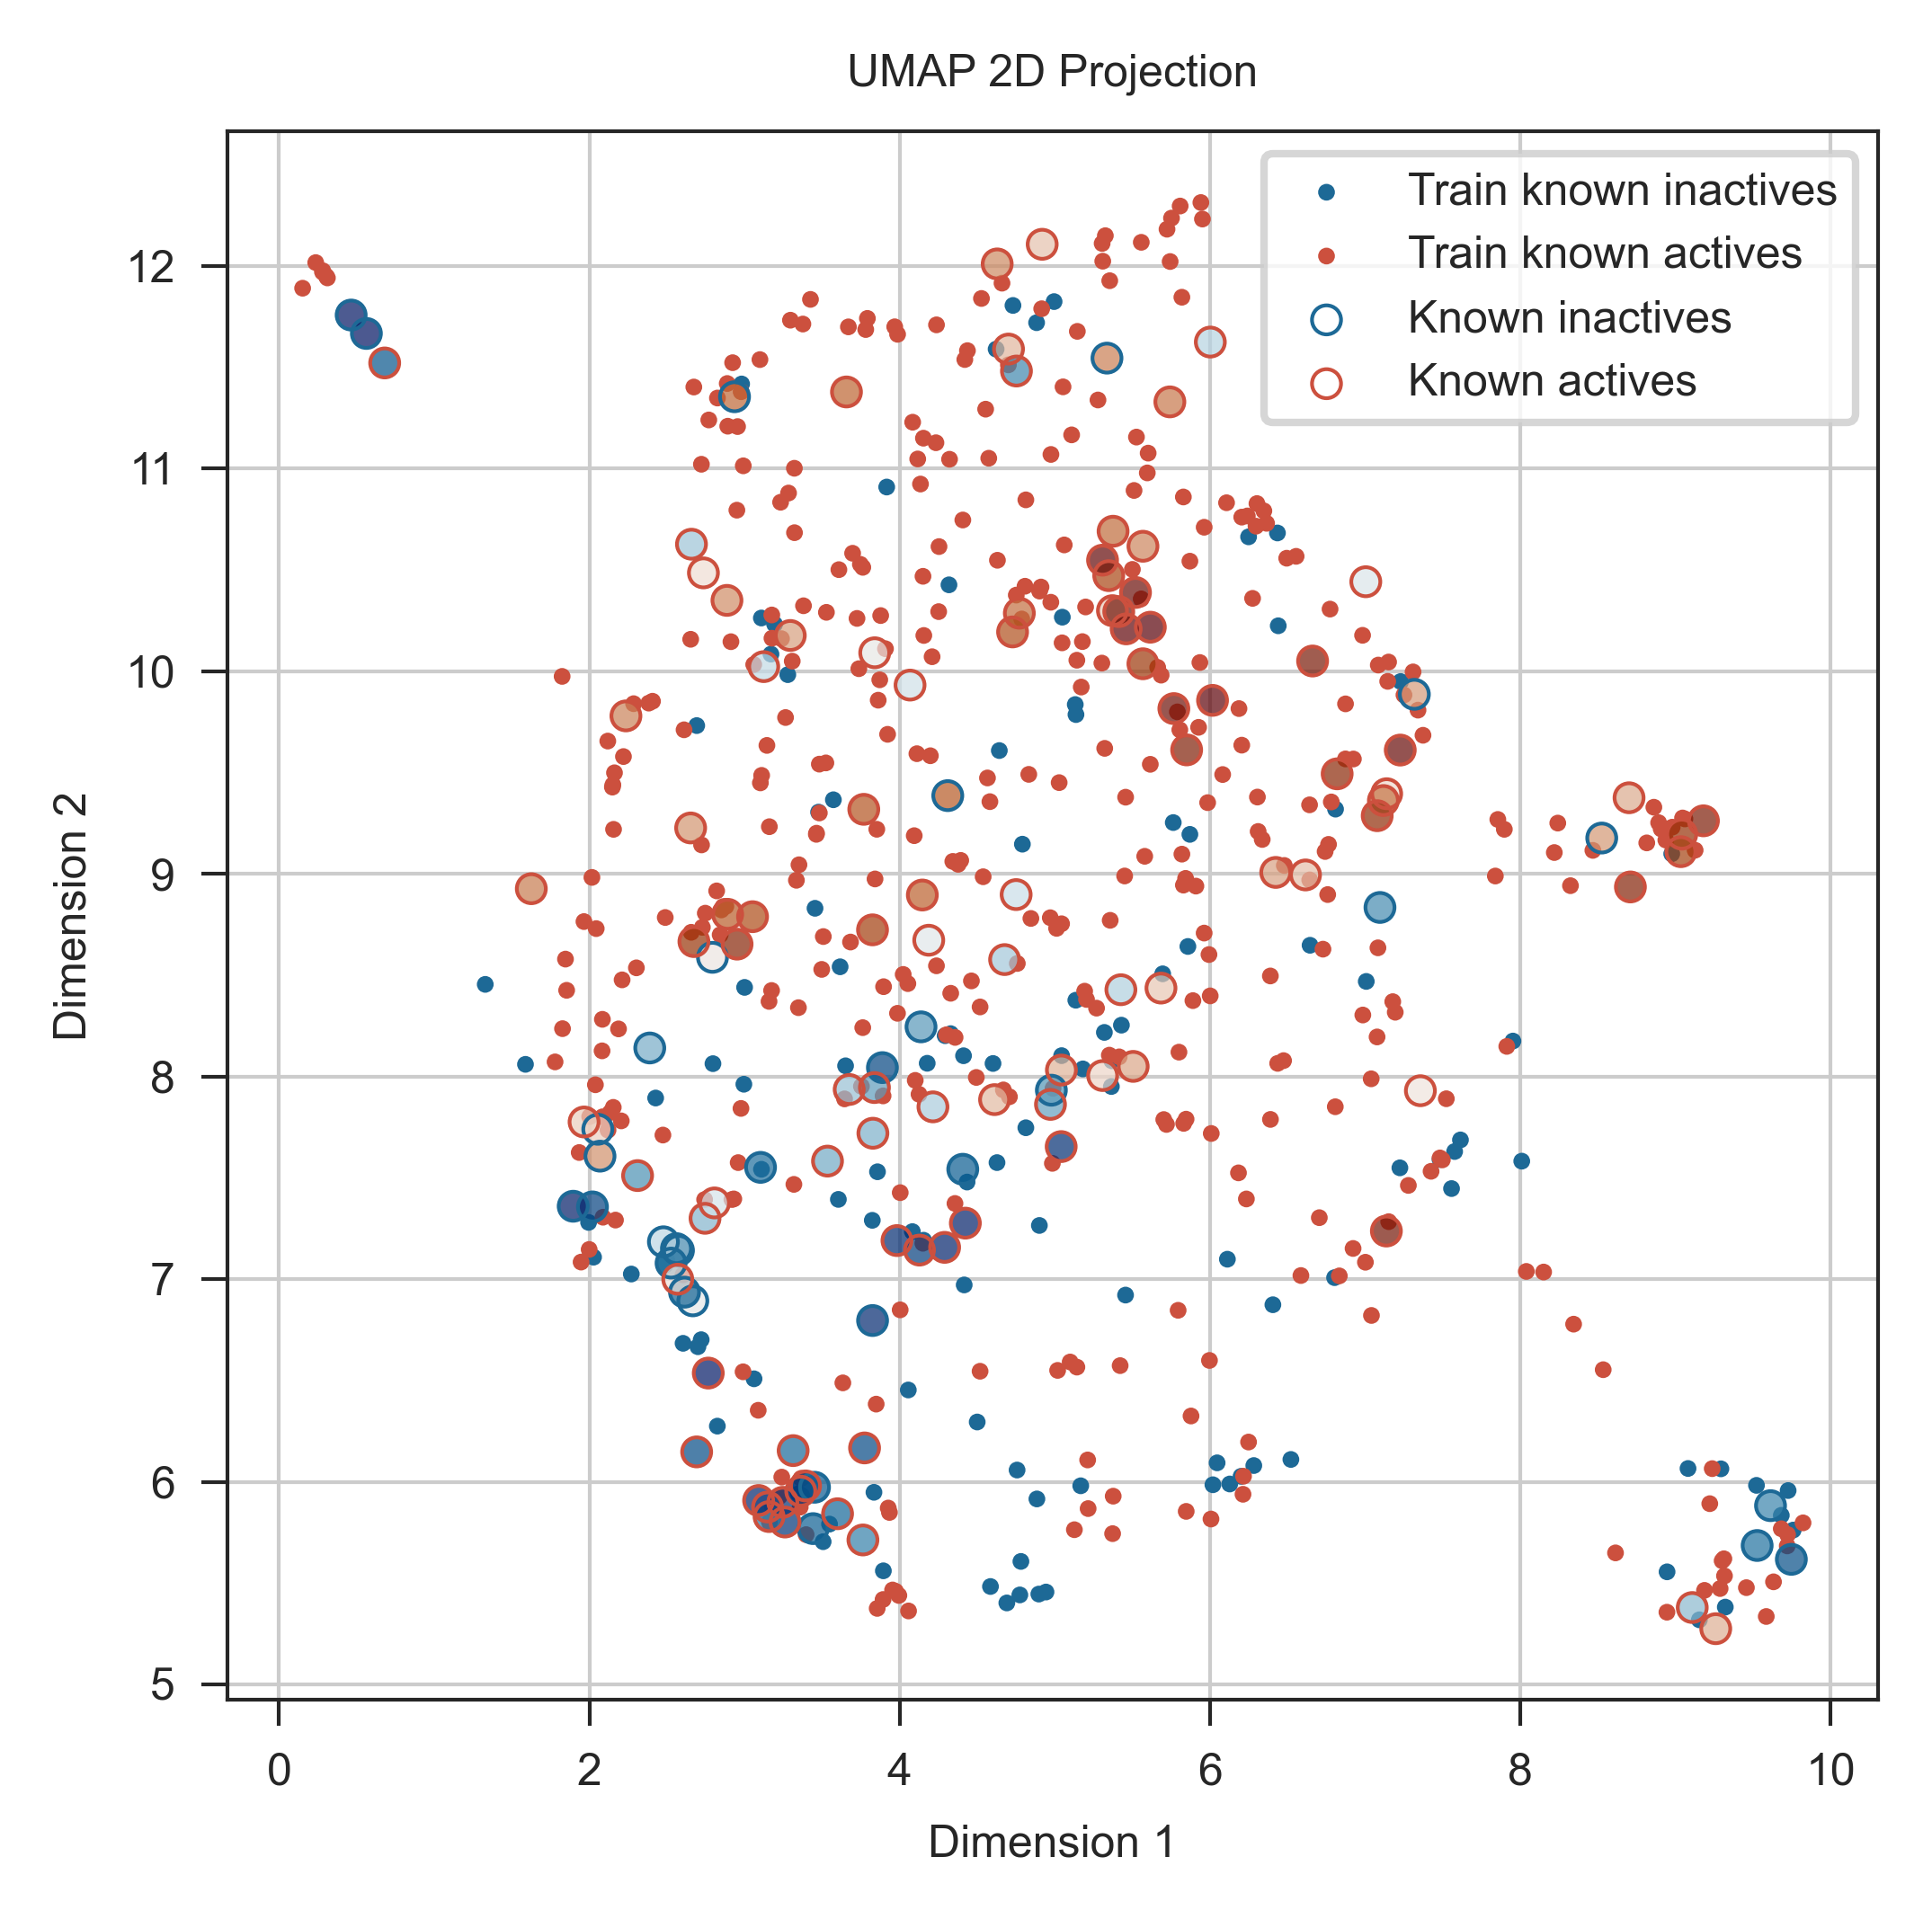 UMAP 2D Projection
Train known inactives
Train known actives
Known inactives
Known actives
12
11
10
9
8
7
6
5
Dimension 2
0 2 4 6 8 10
Dimension 1